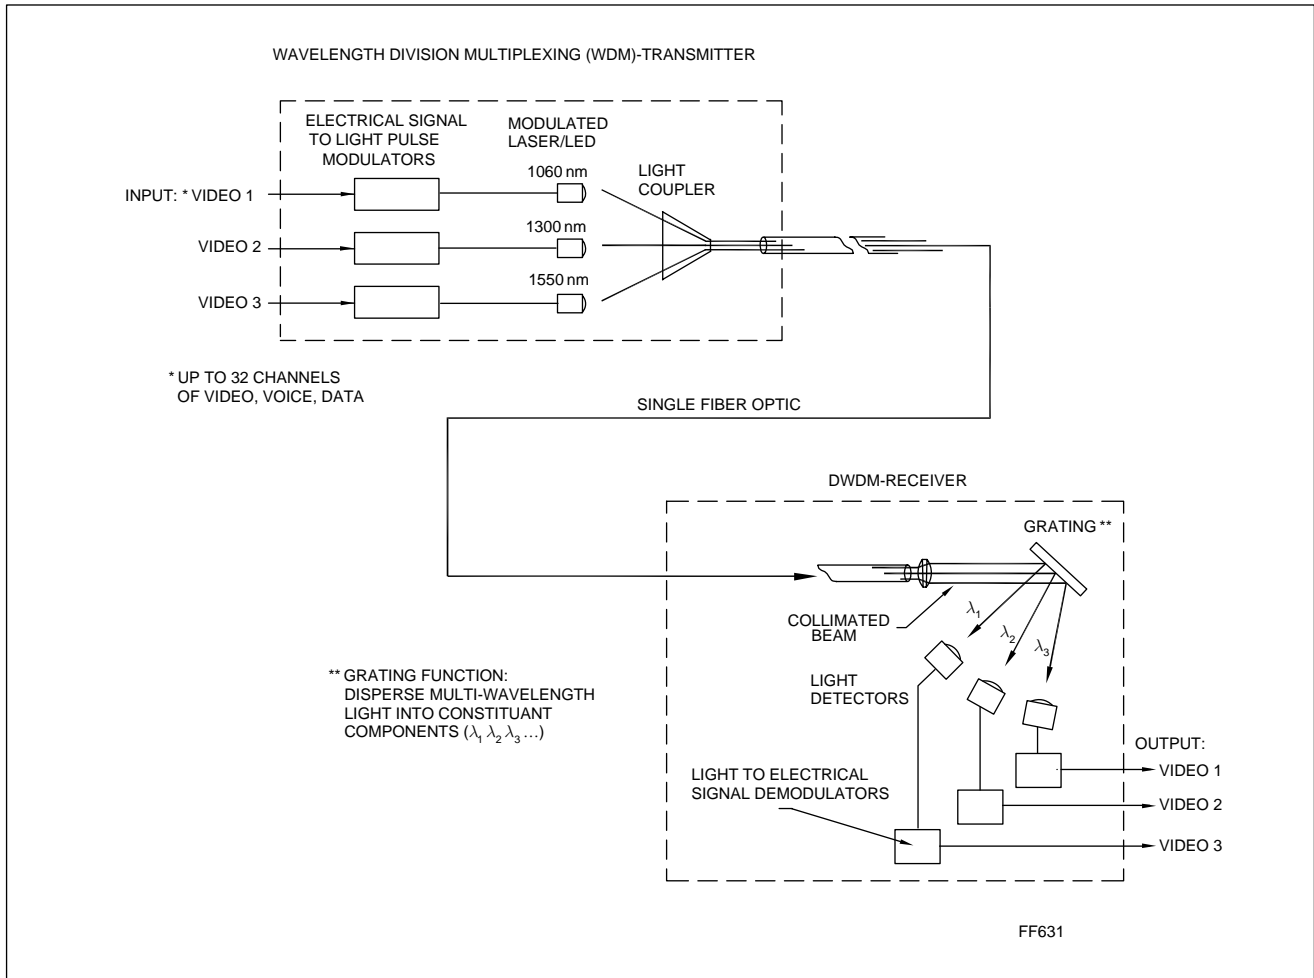 WAVELENGTH DIVISION MULTIPLEXING (WDM)-TRANSMITTER
ELECTRICAL SIGNAL
TO LIGHT PULSE
MODULATORS
MODULATED
LASER/LED
LIGHT
COUPLER
1060 nm
INPUT: * VIDEO 1
1300 nm
VIDEO 2
1550 nm
VIDEO 3
* UP TO 32 CHANNELS
OF VIDEO, VOICE, DATA
SINGLE FIBER OPTIC
DWDM-RECEIVER
GRATING **
COLLIMATED
BEAM
λ1
λ2
λ3
** GRATING FUNCTION:
DISPERSE MULTI-WAVELENGTH
LIGHT INTO CONSTITUANT
COMPONENTS (λ1 λ2 λ3 ...)
LIGHT
DETECTORS
OUTPUT:
VIDEO 1
LIGHT TO ELECTRICAL
SIGNAL DEMODULATORS
VIDEO 2
VIDEO 3
FF631